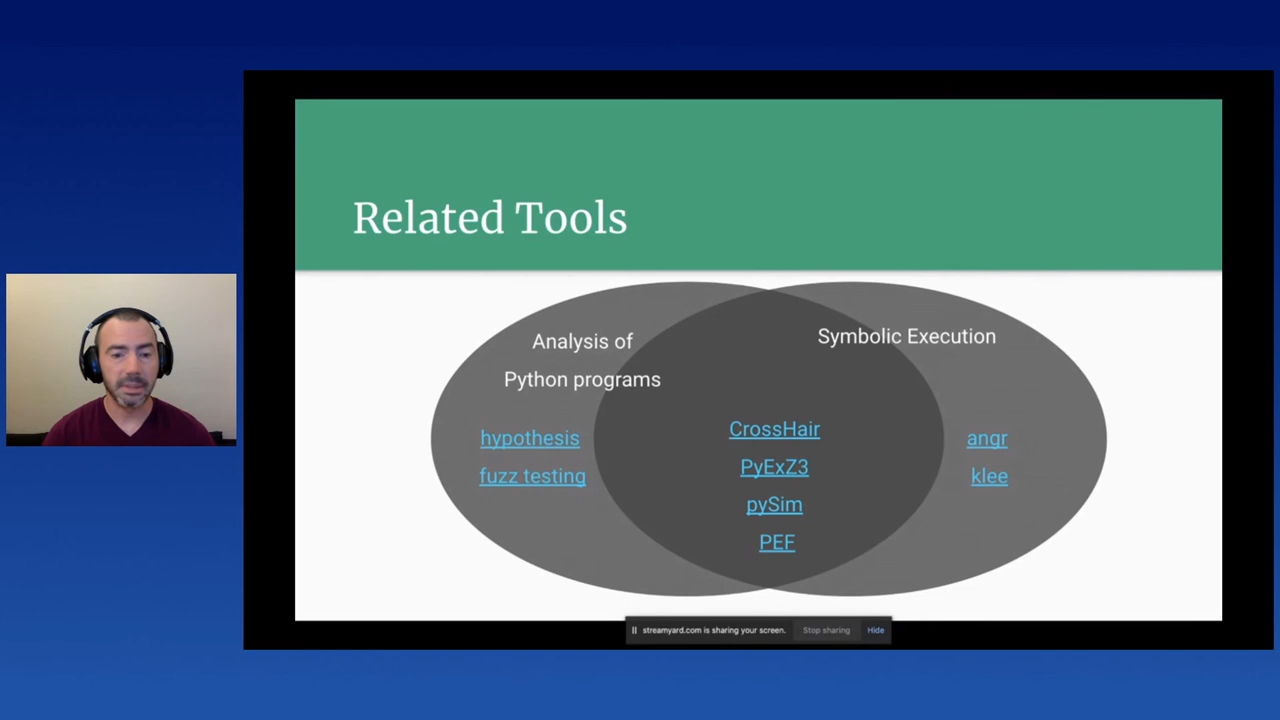 Related Tools
Analysis of
Python programs
Symbolic Execution
hypothesis
fuzz testing
CrossHair
PyExZ3
pySim
PEF
angr
klee
streamyard.com is sharing your screen.
Stop sharing
Hide